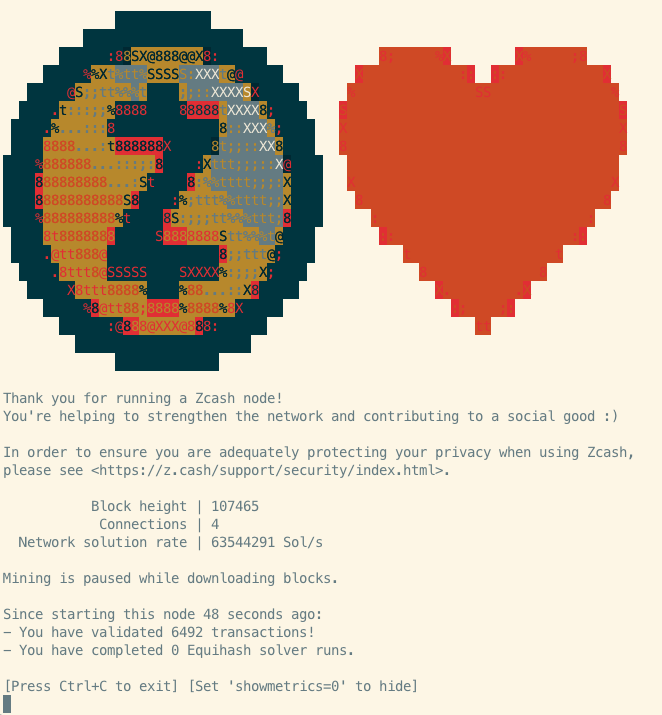 Thank you for running a Zcash node!
You're helping to strengthen the network and contributing to a social good :)
In order to ensure you are adequately protecting your privacy when using Zcash,
please see <https://z.cash/support/security/index.html>.
Block height | 107465
Connections | 4
Network solution rate | 63544291 Sol/s
Mining is paused while downloading blocks.
Since starting this node 48 seconds ago:
- You have validated 6492 transactions!
- You have completed 0 Equihash solver runs.
[Press Ctrl+C to exit] [Set 'showmetrics=0' to hide]